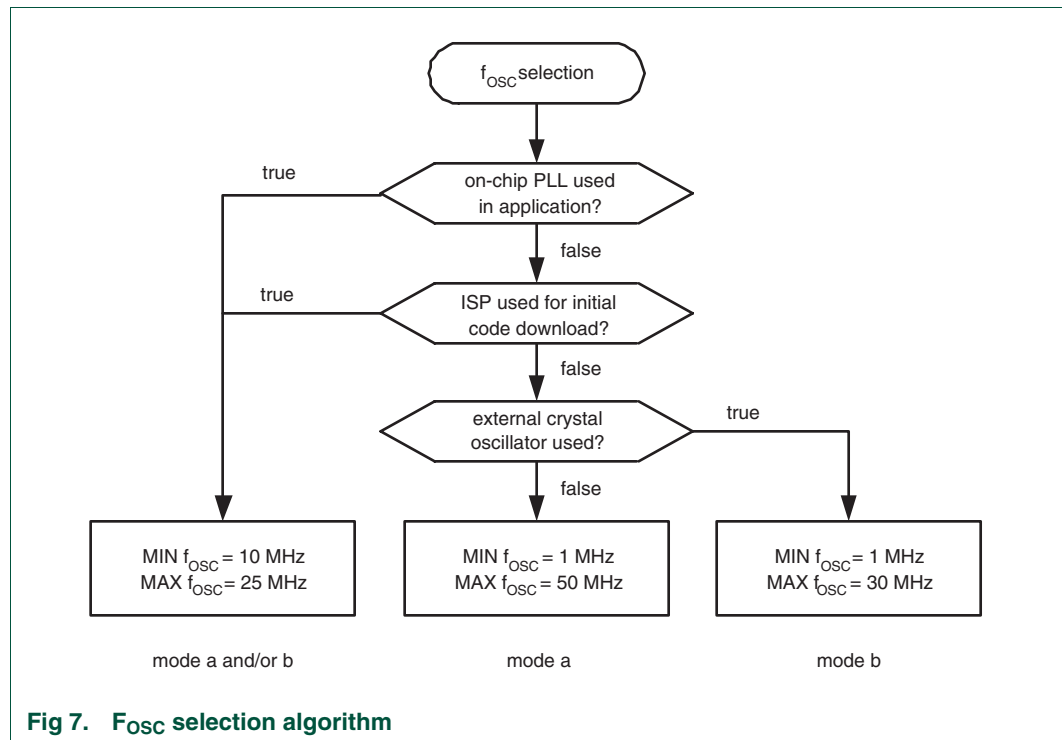 fOSC selection
true
on-chip PLL used
in application?
false
true
ISP used for initial
code download?
false
external crystal
oscillator used?
true
false
MIN fOSC = 10 MHz
MAX fOSC = 25 MHz
MIN fOSC = 1 MHz
MAX fOSC = 50 MHz
MIN fOSC = 1 MHz
MAX fOSC = 30 MHz
mode a and/or b
mode a
mode b
Fig 7. FOSC selection algorithm